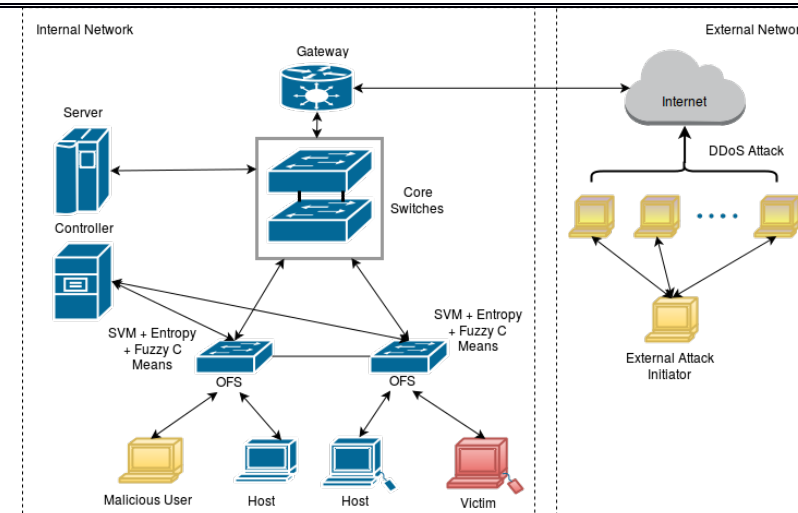 Internal Network
External Networ
Gateway
Internet
Server
DDoS Attack
Core
Switches
Controller
SVM + Entropy
+ Fuzzy C
Means
SVM + Entropy
+ Fuzzy C
Means
OFS
OFS
External Attack
Initiator
Malicious User
Host
Host
Victim